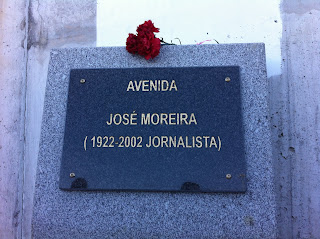 AVENIDA
JOSÉ MOREIRA
( 1922-2002 JORNALISTA)